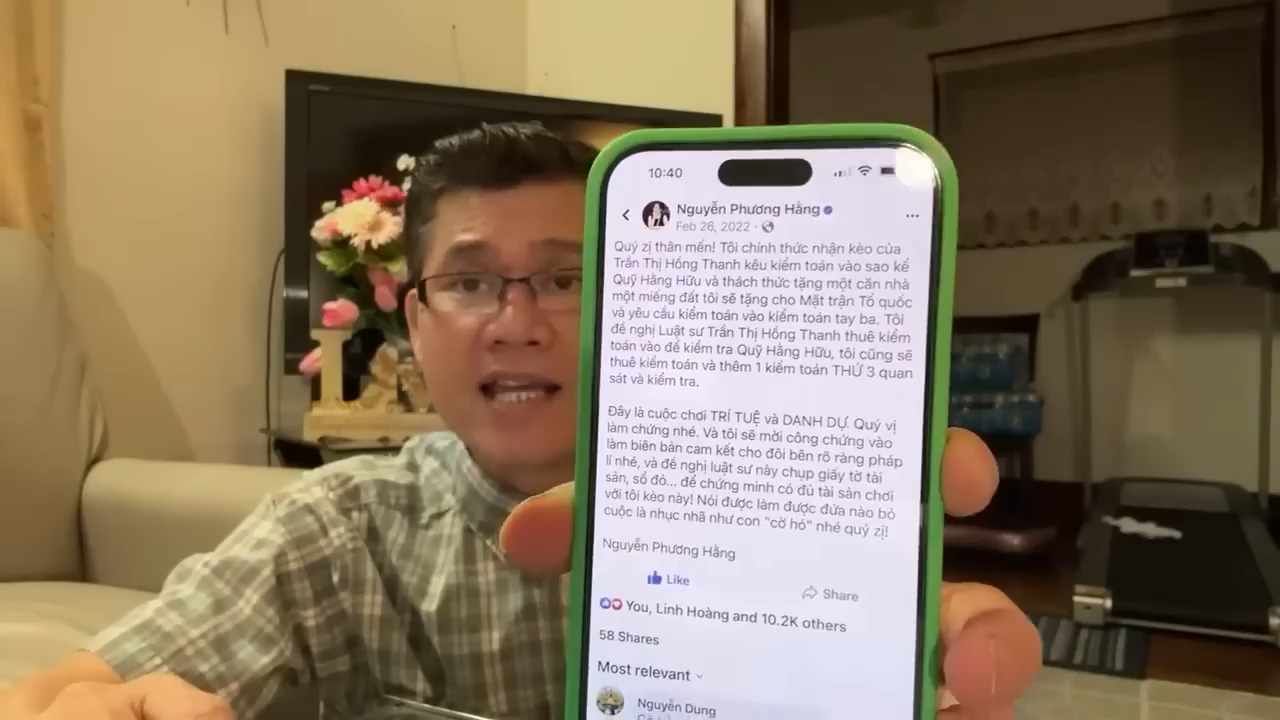 10:40
Nguyễn Phương Hằng
Feb 26, 2022
Quý zị thân mến! Tôi chính thức nhận kèo của
Trần Thị Hồng Thanh kêu kiểm toán vào sao kế
Quỹ Hằng Hữu và thách thức tặng một căn nhà
một miếng đất tôi sẽ tặng cho Mặt trận Tổ quốc
và yêu cầu kiểm toán vào kiểm toán tay ba. Tôi
đề nghị Luật sư Trần Thị Hồng Thanh thuê kiểm
toán vào để kiểm tra Quỹ Hằng Hữu, tôi cũng sẽ
thuê kiểm toán và thêm 1 kiểm toán THỨ 3 quan
sát và kiểm tra.
Đây là cuộc chơi TRÍ TUỆ và DANH DỰ. Quý vị
làm chứng nhé. Và tôi sẽ mời công chứng vào
làm biên bản cam kết cho đôi bên rõ ràng pháp
lí nhé, và đề nghị luật sư này chụp giấy tờ tài
sản, sổ đỏ... để chứng minh có đủ tài sản chơi
với tôi kèo này! Nói được làm được đứa nào bỏ
cuộc là nhục nhã như con "cờ hó" nhé quý zị!
Nguyễn Phương Hằng
Like
Share
You, Linh Hoàng and 10.2K others
58 Shares
Most relevant
Nguyễn Dung